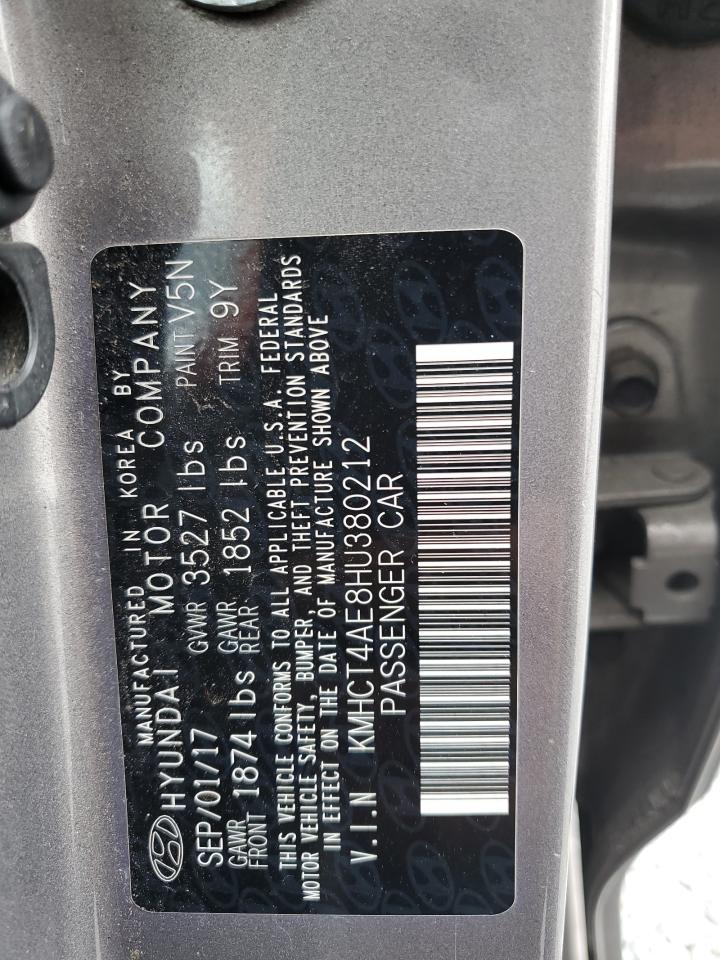 MANUFACTURED IN KOREA BY
HYUNDAI MOTOR COMPANY
SEP/01/17 GVWR 3527 lbs PAINT V5N
GAWR FRONT 1874 lbs GAWR REAR 1852 lbs TRIM 9Y
THIS VEHICLE CONFORMS TO ALL APPLICABLE U.S.A. FEDERAL
MOTOR VEHICLE SAFETY, BUMPER, AND THEFT PREVENTION STANDARDS
IN EFFECT ON THE DATE OF MANUFACTURE SHOWN ABOVE
V.I.N KMHCT4AE8HU380212
PASSENGER CAR